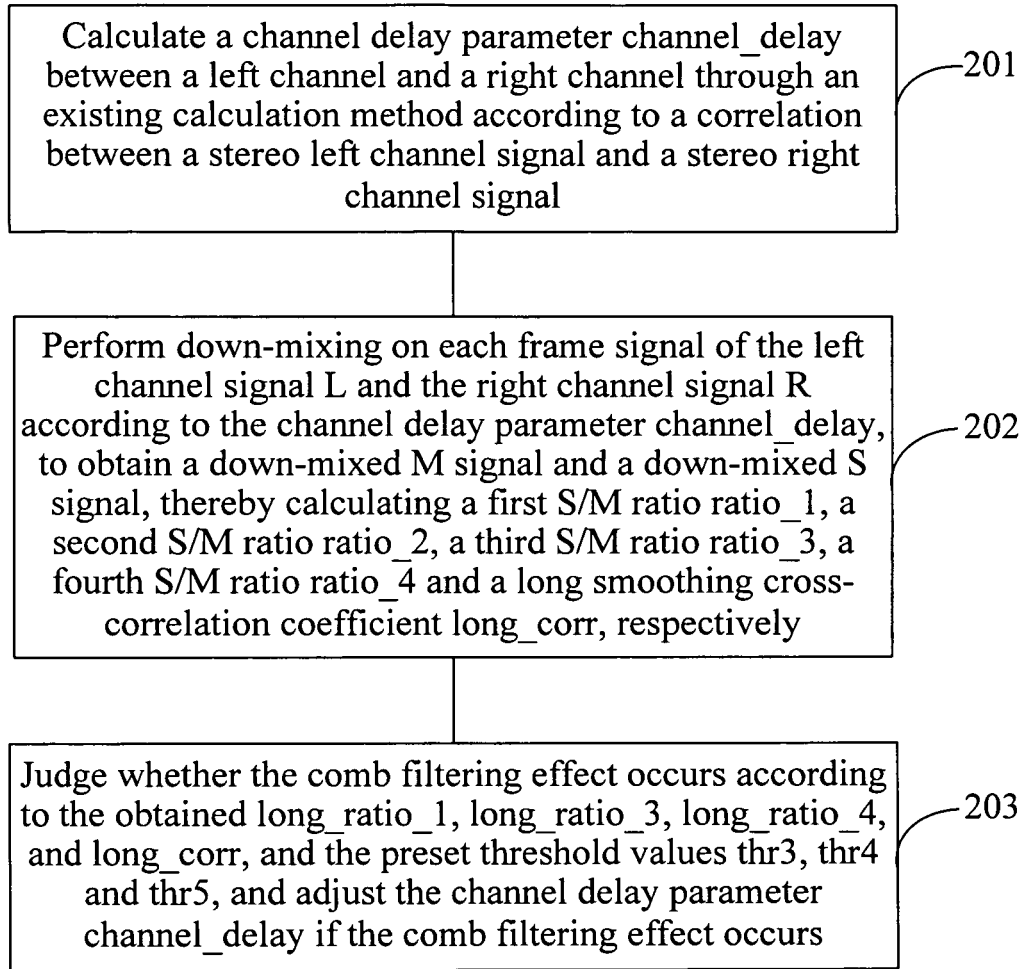 Calculate a channel delay parameter channel_delay
between a left channel and a right channel through an
existing calculation method according to a correlation
between a stereo left channel signal and a stereo right
channel signal
201
Perform down-mixing on each frame signal of the left
channel signal L and the right channel signal R
according to the channel delay parameter channel_delay,
to obtain a down-mixed M signal and a down-mixed S
signal, thereby calculating a first S/M ratio ratio_1, a
second S/M ratio ratio_2, a third S/M ratio ratio_3, a
fourth S/M ratio ratio_4 and a long smoothing cross-
correlation coefficient long_corr, respectively
202
Judge whether the comb filtering effect occurs according
to the obtained long_ratio_1, long_ratio_3, long_ratio_4,
and long_corr, and the preset threshold values thr3, thr4
and thr5, and adjust the channel delay parameter
channel_delay if the comb filtering effect occurs
203